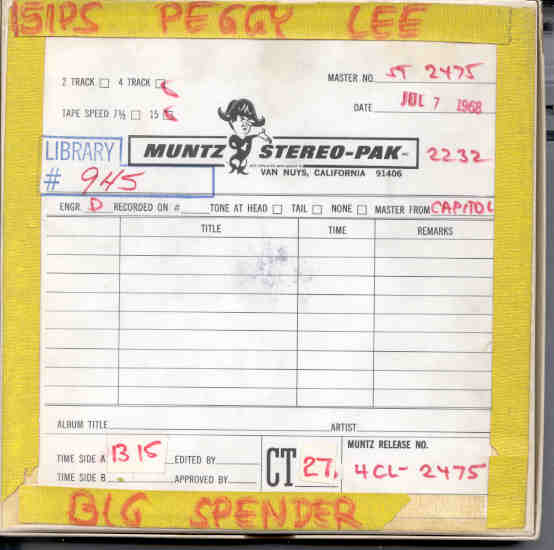 15IPS PEGGY LEE
2 TRACK 4 TRACK
MASTER NO. ST 2475
TAPE SPEED 7½ 15
DATE JUL 7 1968
LIBRARY
# 945
MUNTZ STEREO-PAK INC. 2232
VAN NUYS, CALIFORNIA 91406
ENGR. D RECORDED ON # TONE AT HEAD TAIL NONE MASTER FROM CAPITOL
TITLE TIME REMARKS
ALBUM TITLE ARTIST
TIME SIDE A B15 EDITED BY
TIME SIDE B APPROVED BY
CT 27,
MUNTZ RELEASE NO.
4CL-2475
BIG SPENDER